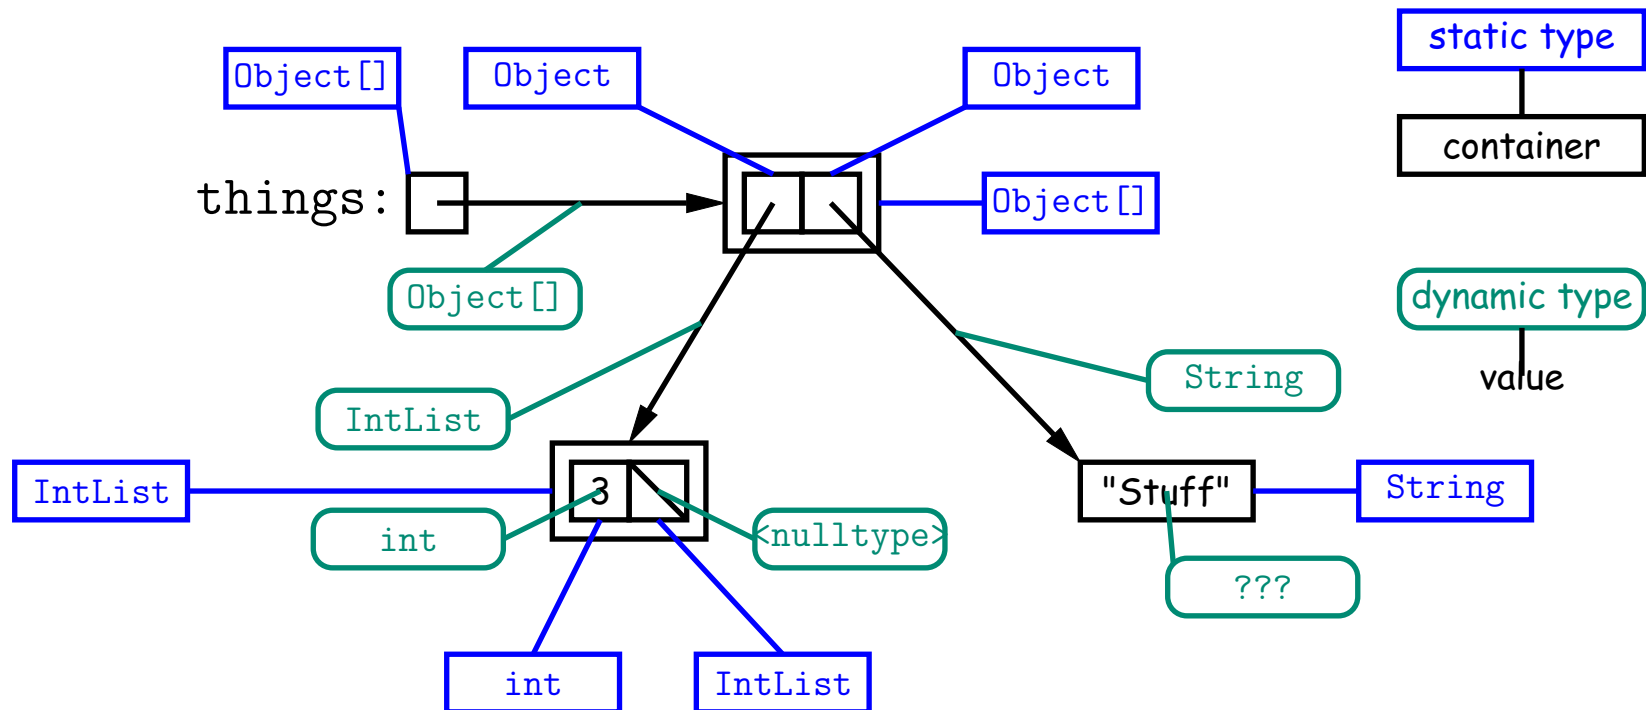 static type
Object[]
Object
Object
container
things:
Object[]
Object[]
dynamic type
String
value
IntList
IntList
3
"Stuff"
String
int
<nulltype>
???
int
IntList